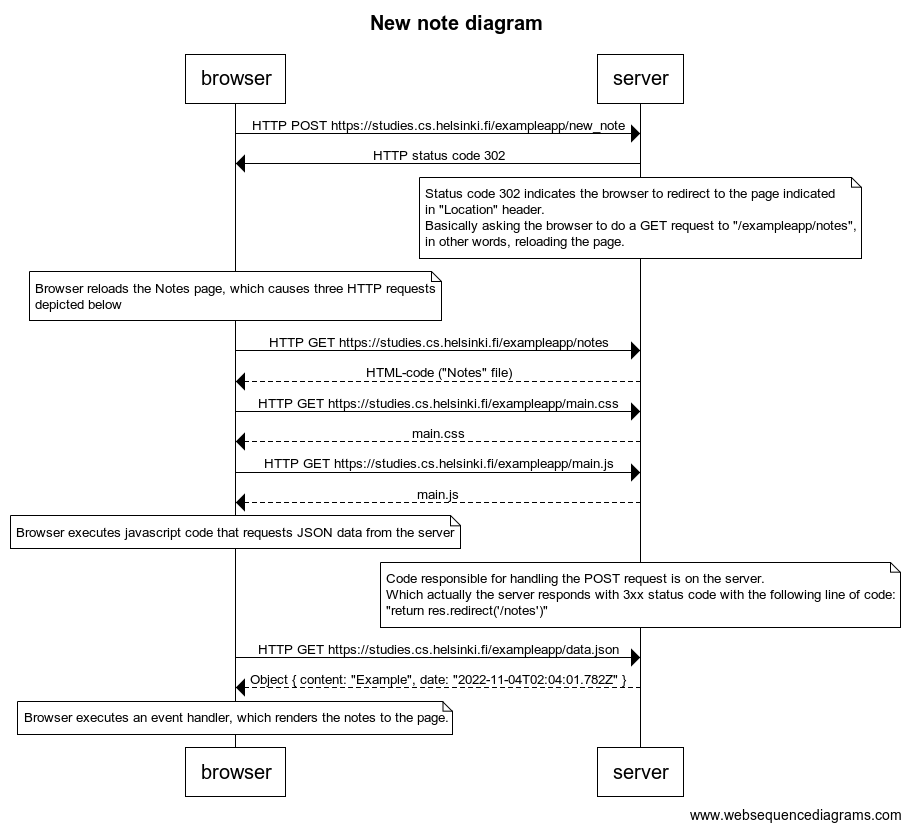 New note diagram
browser
server
HTTP POST https://studies.cs.helsinki.fi/exampleapp/new_note
HTTP status code 302
Status code 302 indicates the browser to redirect to the page indicated
in "Location" header.
Basically asking the browser to do a GET request to "/exampleapp/notes",
in other words, reloading the page.
Browser reloads the Notes page, which causes three HTTP requests
depicted below
HTTP GET https://studies.cs.helsinki.fi/exampleapp/notes
HTML-code ("Notes" file)
HTTP GET https://studies.cs.helsinki.fi/exampleapp/main.css
main.css
HTTP GET https://studies.cs.helsinki.fi/exampleapp/main.js
main.js
Browser executes javascript code that requests JSON data from the server
Code responsible for handling the POST request is on the server.
Which actually the server responds with 3xx status code with the following line of code:
"return res.redirect('/notes')"
HTTP GET https://studies.cs.helsinki.fi/exampleapp/data.json
Object { content: "Example", date: "2022-11-04T02:04:01.782Z" }
Browser executes an event handler, which renders the notes to the page.
browser
server
www.websequencediagrams.com